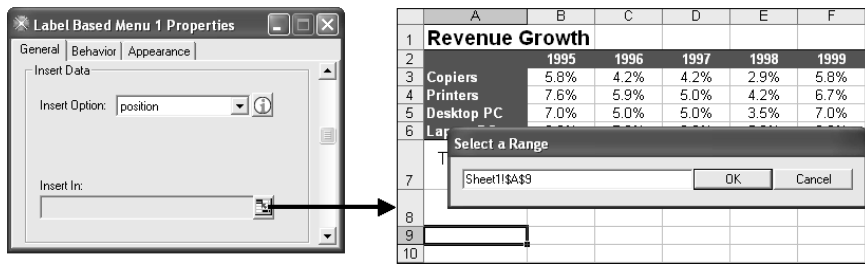 Label Based Menu 1 Properties
General Behavior Appearance
Insert Data
Insert Option: position
Insert In:
A B C D E F
1 Revenue Growth
2 1995 1996 1997 1998 1999
3 Copiers 5.8% 4.2% 4.2% 2.9% 5.8%
4 Printers 7.6% 5.9% 5.0% 4.2% 6.7%
5 Desktop PC 7.0% 5.0% 5.0% 3.5% 7.0%
6
Select a Range
7 Sheet1!$A$9 OK Cancel
8
9
10